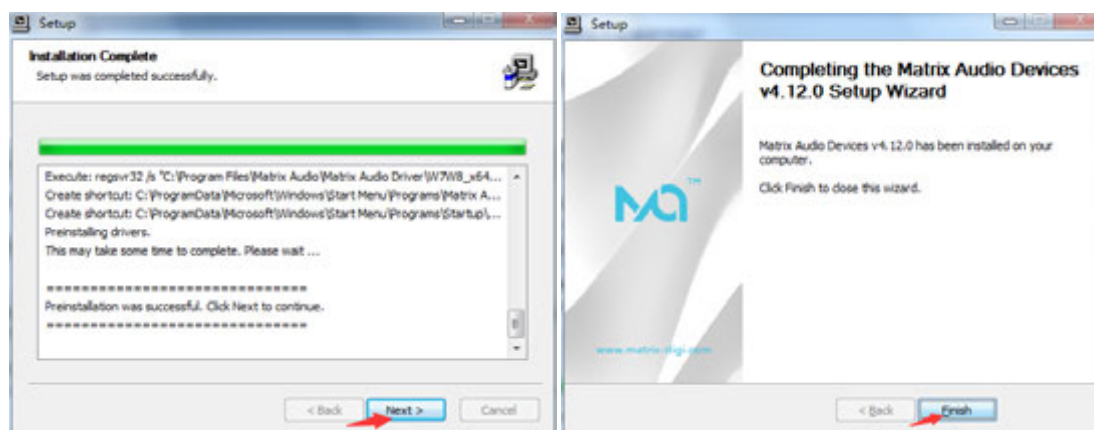 Setup
Installation Complete
Setup was completed successfully.
Execute: regsvr32 /s "C:\Program Files\Matrix Audio\Matrix Audio Driver\W7W8_x64...
Create shortcut: C:\ProgramData\Microsoft\Windows\Start Menu\Programs\Matrix A...
Create shortcut: C:\ProgramData\Microsoft\Windows\Start Menu\Programs\Startup\,...
Preinstalling drivers.
This may take some time to complete. Please wait ...
================================
Preinstallation was successful. Click Next to continue.
================================
< Back
Next >
Cancel
Setup
Completing the Matrix Audio Devices
v4.12.0 Setup Wizard
Matrix Audio Devices v4.12.0 has been installed on your
computer.
Click Finish to close this wizard.
MA™
www.matrix-digi.com
< Back
Finish